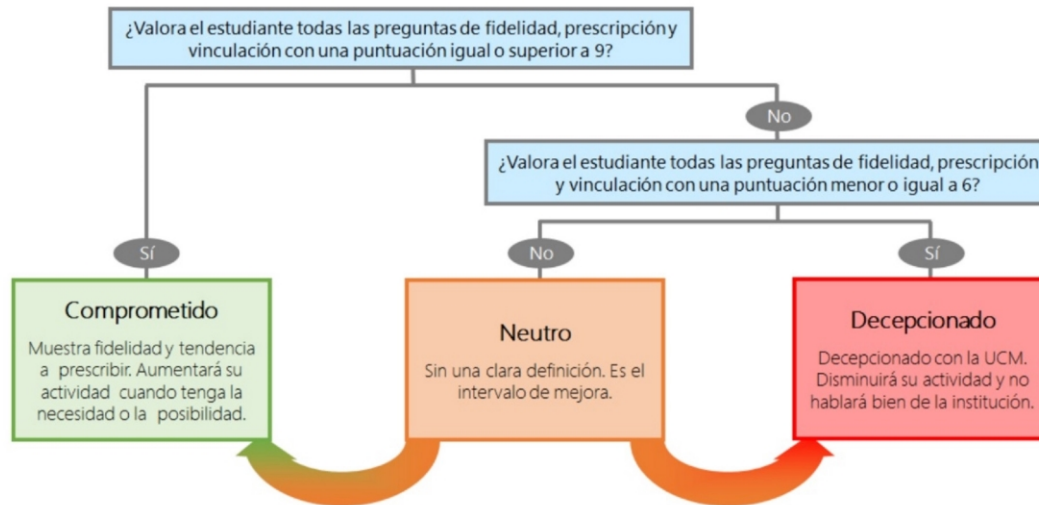 ¿Valora el estudiante todas las preguntas de fidelidad, prescripción y
vinculación con una puntuación igual o superior a 9?
No
¿Valora el estudiante todas las preguntas de fidelidad, prescripción
y vinculación con una puntuación menor o igual a 6?
Sí
No
Sí
Comprometido
Muestra fidelidad y tendencia
a prescribir. Aumentará su
actividad cuando tenga la
necesidad o la posibilidad.
Neutro
Sin una clara definición. Es el
intervalo de mejora.
Decepcionado
Decepcionado con la UCM.
Disminuirá su actividad y no
hablará bien de la institución.